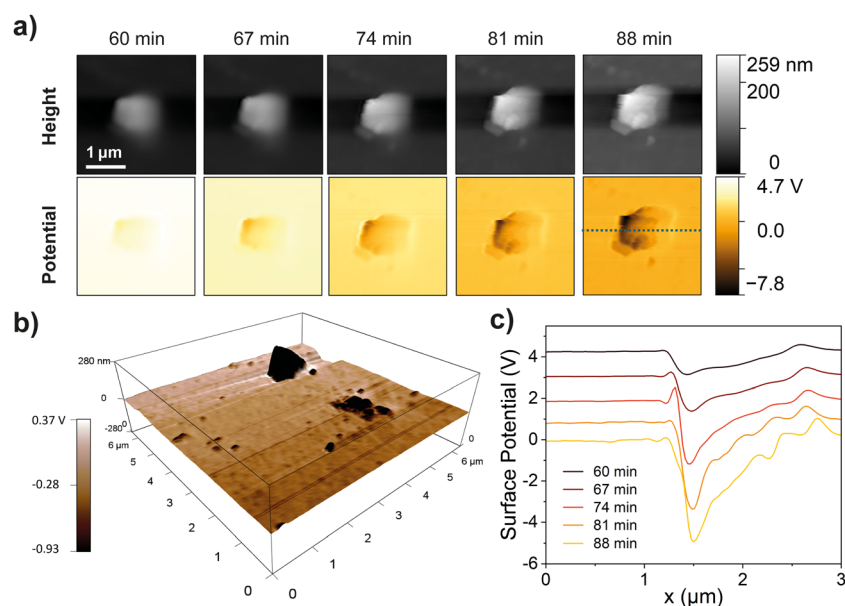 a)
60 min 67 min 74 min 81 min 88 min
Height
1 µm
259 nm
200
0
Potential
4.7 V
0.0
−7.8
b)
280 nm
0
-280
0.37 V
-0.28
-0.93
0
6 µm
5
4
3
2
1
0
0
1
2
3
4
5
6 µm
0
c)
Surface Potential (V)
4
2
0
-2
-4
-6
60 min
67 min
74 min
81 min
88 min
0 1 2 3
x (µm)